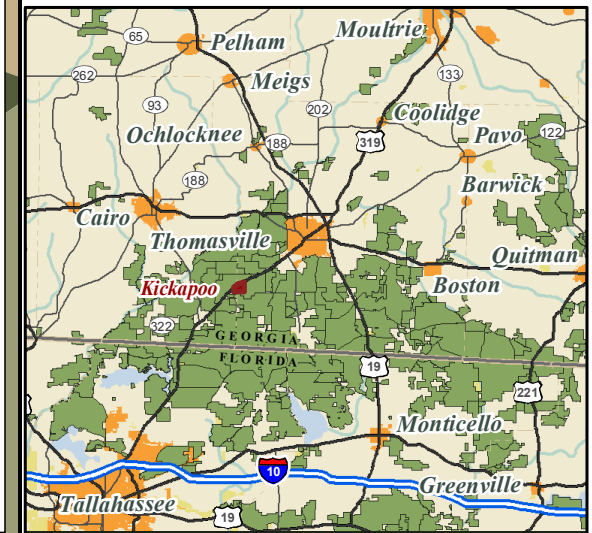 Moultrie
65
Pelham
262
Meigs
133
93
202
Coolidge
Ochlocknee
188
319
Pavo
122
188
Barwick
Cairo
Thomasville
Quitman
Kickapoo
Boston
322
GEORGIA
FLORIDA
19
221
Monticello
10
Greenville
Tallahassee
19